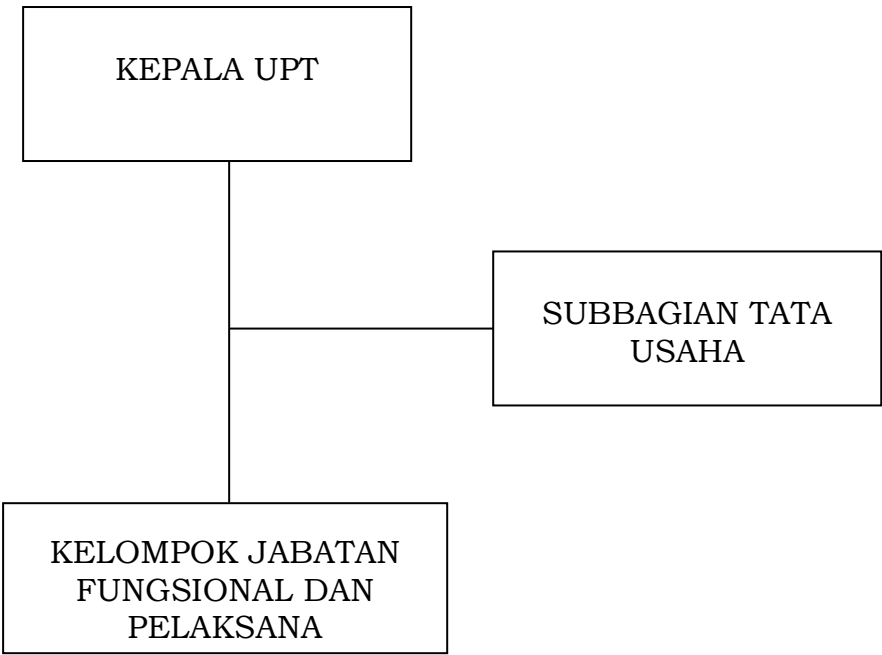 KEPALA UPT
SUBBAGIAN TATA
USAHA
KELOMPOK JABATAN
FUNGSIONAL DAN
PELAKSANA